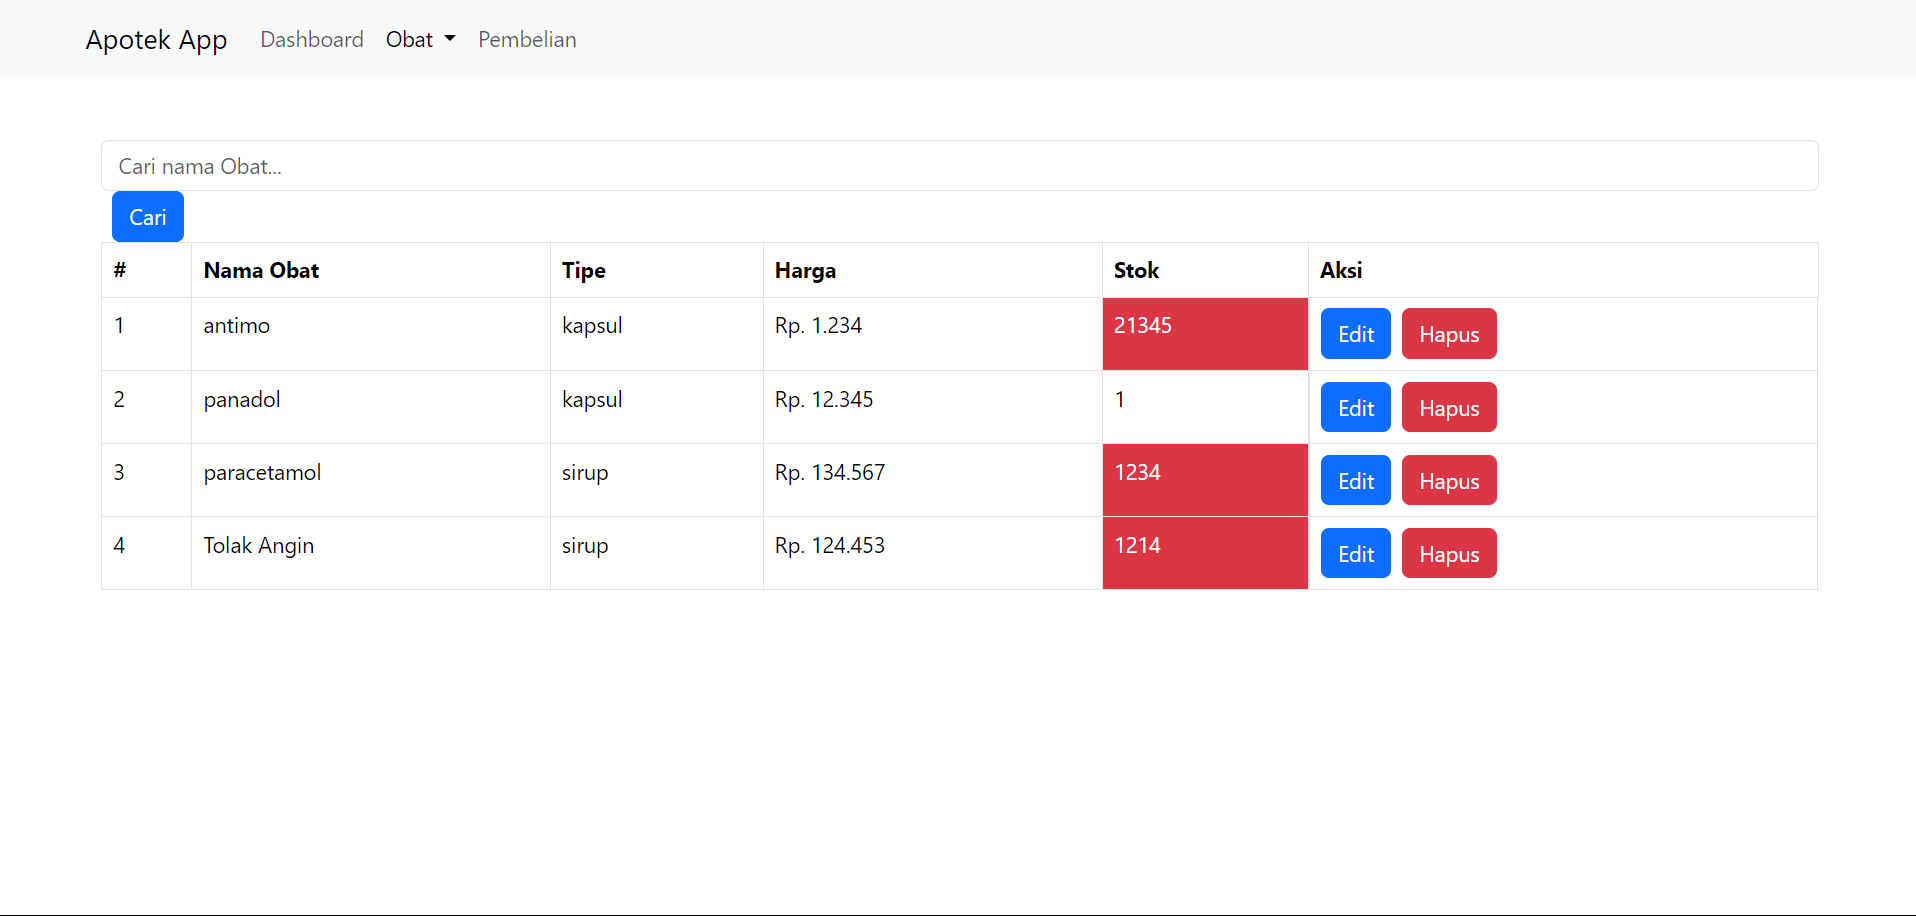 Apotek App Dashboard Obat Pembelian
Cari nama Obat...
Cari
# Nama Obat Tipe Harga Stok Aksi
1 antimo kapsul Rp. 1.234 21345 Edit Hapus
2 panadol kapsul Rp. 12.345 1 Edit Hapus
3 paracetamol sirup Rp. 134.567 1234 Edit Hapus
4 Tolak Angin sirup Rp. 124.453 1214 Edit Hapus